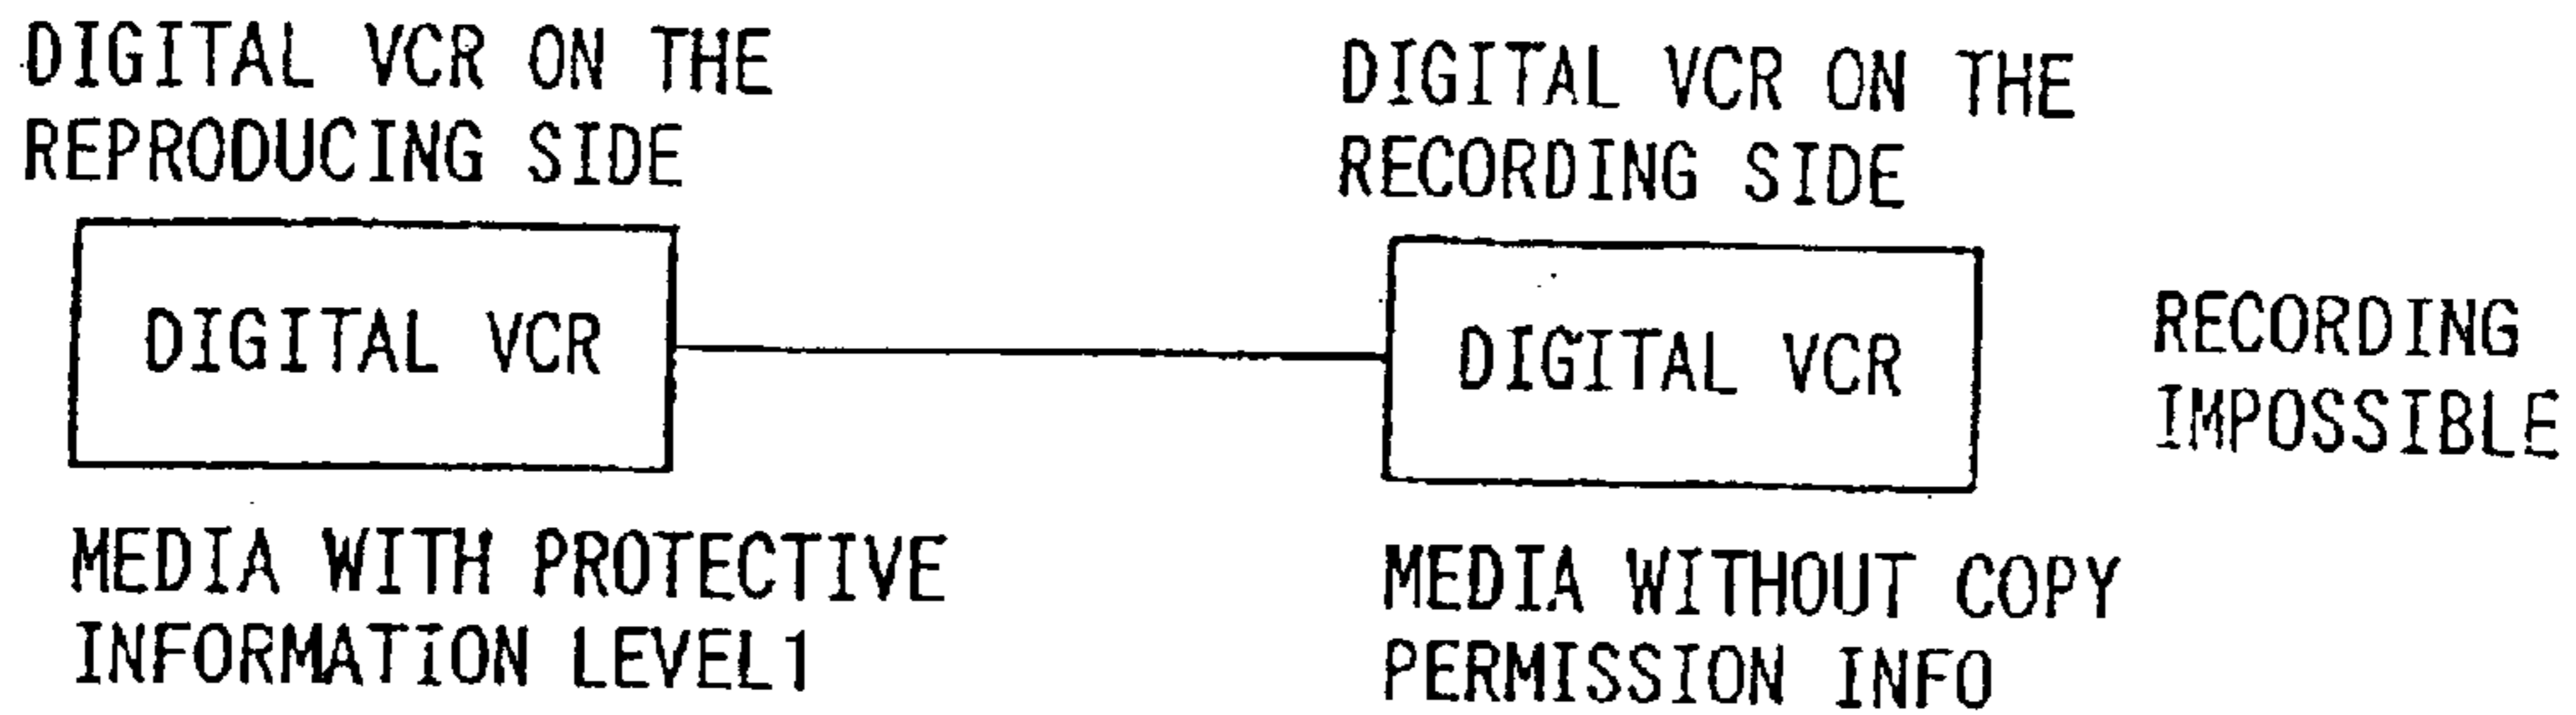 DIGITAL VCR ON THE
REPRODUCING SIDE
DIGITAL VCR
MEDIA WITH PROTECTIVE
INFORMATION LEVEL1
DIGITAL VCR ON THE
RECORDING SIDE
DIGITAL VCR
MEDIA WITHOUT COPY
PERMISSION INFO
RECORDING
IMPOSSIBLE